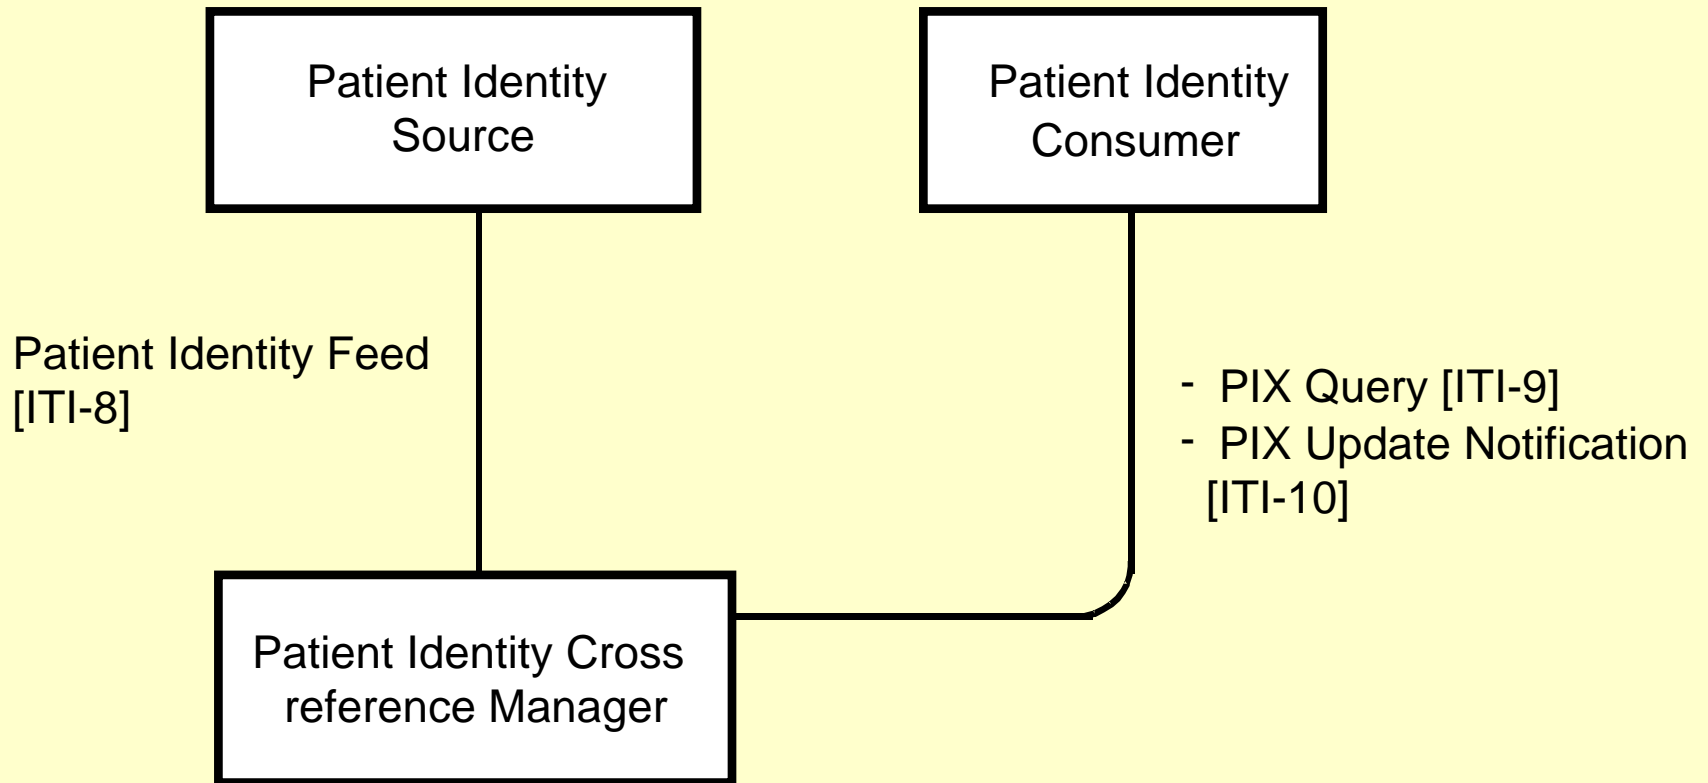 Patient Identity
Source
Patient Identity
Consumer
Patient Identity Feed
[ITI-8]
- PIX Query [ITI-9]
- PIX Update Notification
[ITI-10]
Patient Identity Cross
reference Manager